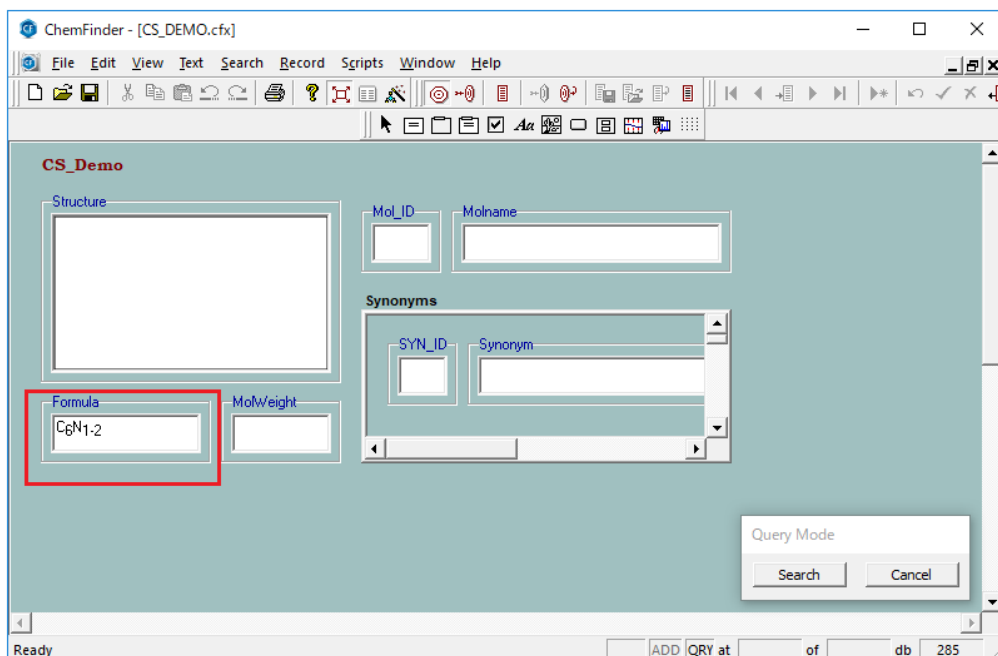 ChemFinder - [CS_DEMO.cfx]
File Edit View Text Search Record Scripts Window Help
CS_Demo
Structure
Mol_ID
Molname
Synonyms
SYN_ID
Synonym
Formula
MolWeight
C6N1-2
Query Mode
Search Cancel
Ready ADD QRY at of db 285